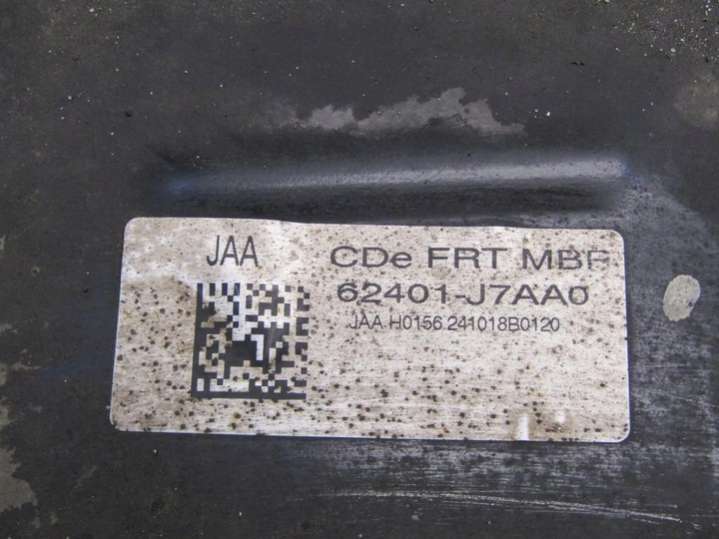 JAA
CDe FRT MBR
62401-J7AA0
JAA H0156 241018B0120